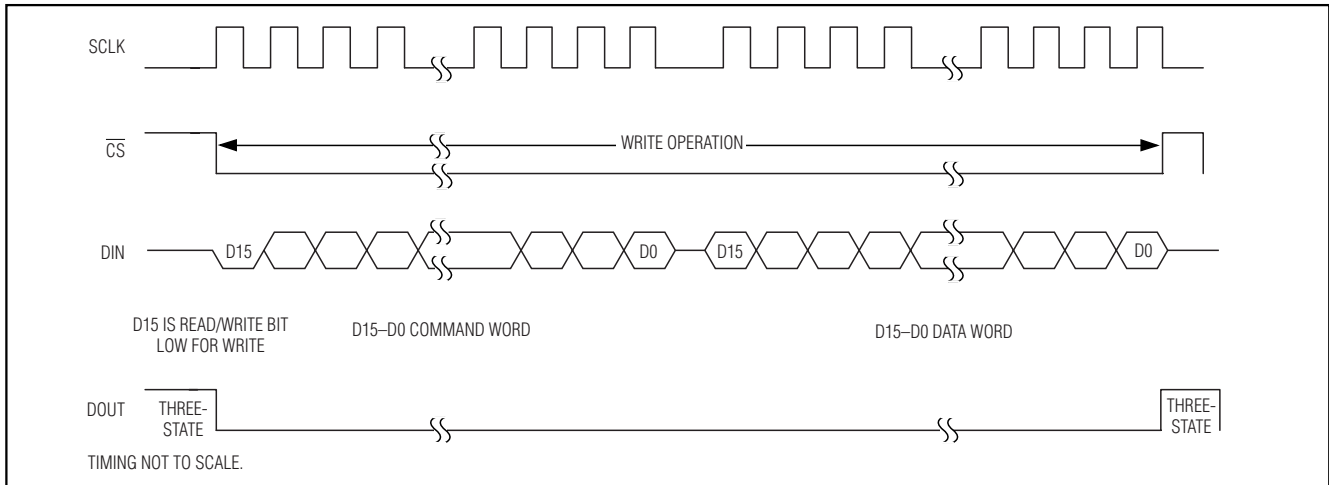 SCLK
CS
WRITE OPERATION
DIN
D15
D0
D15
D0
D15 IS READ/WRITE BIT
LOW FOR WRITE
D15–D0 COMMAND WORD
D15–D0 DATA WORD
DOUT
THREE-
STATE
THREE-
STATE
TIMING NOT TO SCALE.